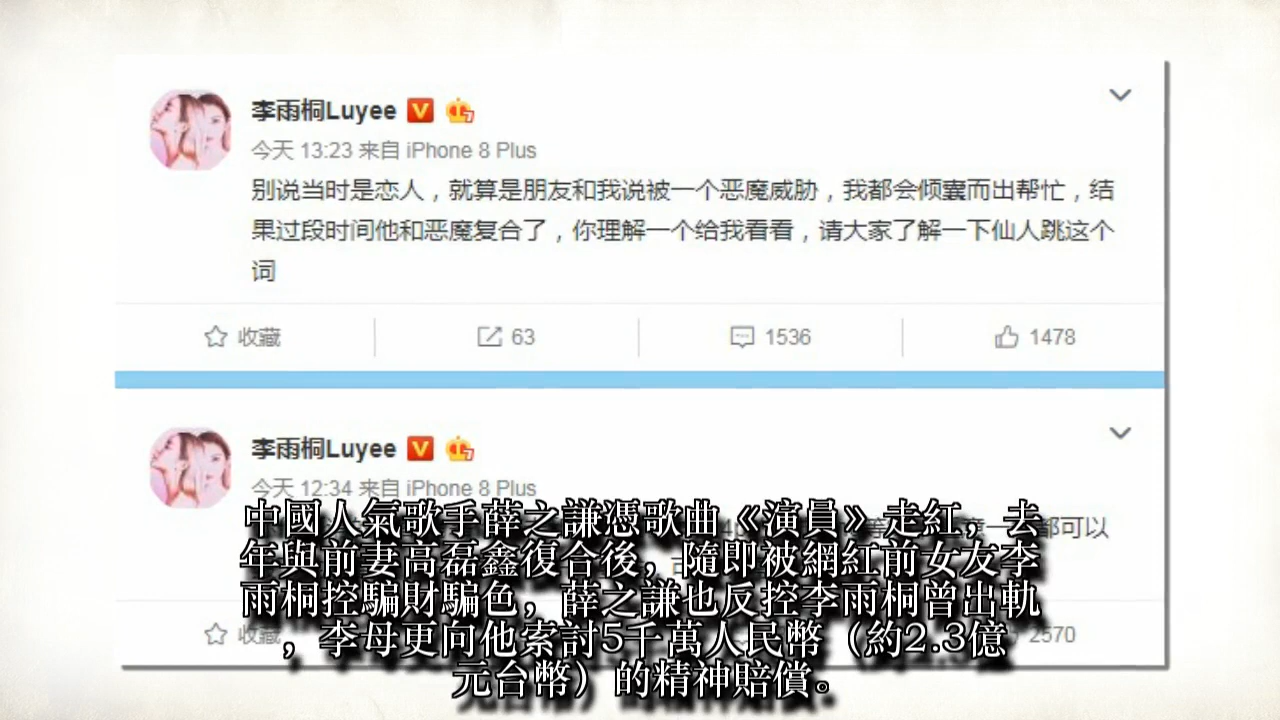 李雨桐Luyee
今天 13:23 来自 iPhone 8 Plus
别说当时是恋人，就算是朋友和我说被一个恶魔威胁，我都会倾囊而出帮忙，结
果过段时间他和恶魔复合了，你理解一个给我看看，请大家了解一下仙人跳这个
词
收藏
63
1536
1478
李雨桐Luyee
今天 12:34 来自 iPhone 8 Plus
都可以
中國人氣歌手薛之謙憑歌曲《演員》走紅，去
年與前妻高磊鑫復合後，隨即被網紅前女友李
雨桐控騙財騙色，薛之謙也反控李雨桐曾出軌
，李母更向他索討5千萬人民幣（約2.3億
元台幣）的精神賠償。
收藏
2570